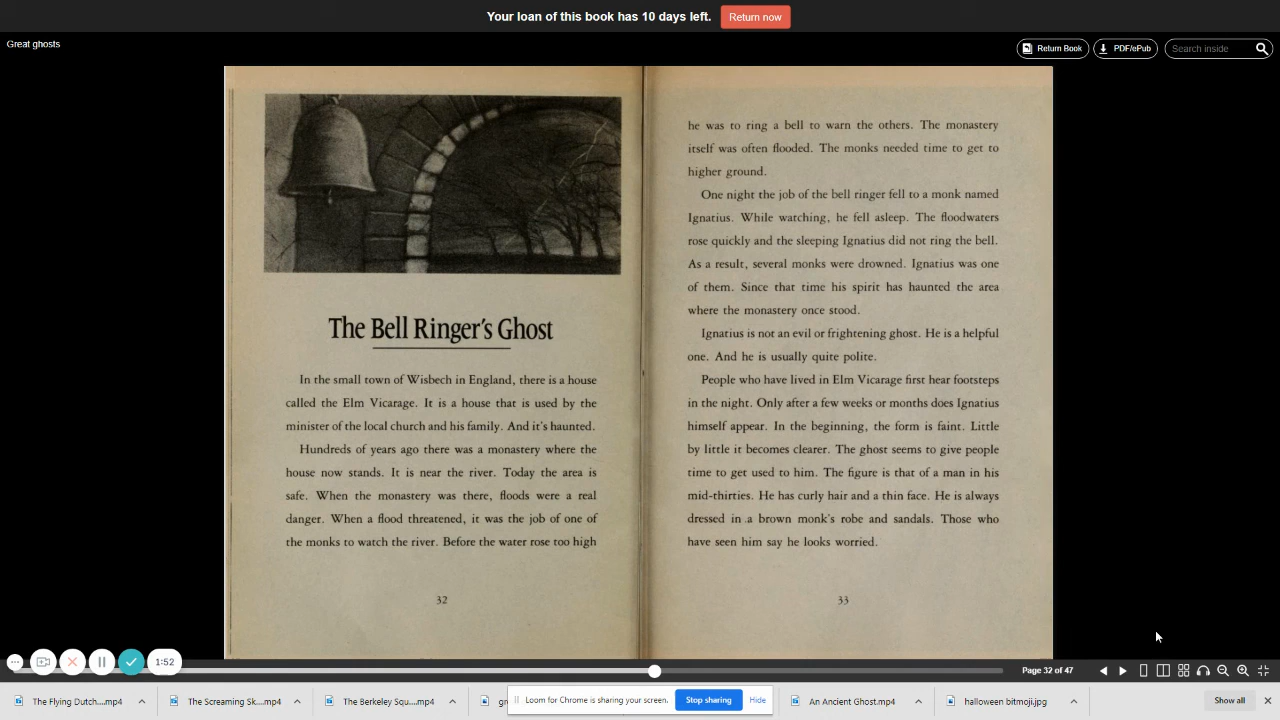 Your loan of this book has 10 days left. Return now
Great ghosts
Return Book
PDF/ePub
Search inside
The Bell Ringer's Ghost
In the small town of Wisbech in England, there is a house
called the Elm Vicarage. It is a house that is used by the
minister of the local church and his family. And it's haunted.
Hundreds of years ago there was a monastery where the
house now stands. It is near the river. Today the area is
safe. When the monastery was there, floods were a real
danger. When a flood threatened, it was the job of one of
the monks to watch the river. Before the water rose too high
32
he was to ring a bell to warn the others. The monastery
itself was often flooded. The monks needed time to get to
higher ground.
One night the job of the bell ringer fell to a monk named
Ignatius. While watching, he fell asleep. The floodwaters
rose quickly and the sleeping Ignatius did not ring the bell.
As a result, several monks were drowned. Ignatius was one
of them. Since that time his spirit has haunted the area
where the monastery once stood.
Ignatius is not an evil or frightening ghost. He is a helpful
one. And he is usually quite polite.
People who have lived in Elm Vicarage first hear footsteps
in the night. Only after a few weeks or months does Ignatius
himself appear. In the beginning, the form is faint. Little
by little it becomes clearer. The ghost seems to give people
time to get used to him. The figure is that of a man in his
mid-thirties. He has curly hair and a thin face. He is always
dressed in a brown monk's robe and sandals. Those who
have seen him say he looks worried.
33
1:52
Page 32 of 47
The Flying Dutch....mp4
The Screaming Sk....mp4
The Berkeley Squ....mp4
Loom for Chrome is sharing your screen.
Stop sharing
Hide
An Ancient Ghost.mp4
halloween bitmoji.jpg
Show all